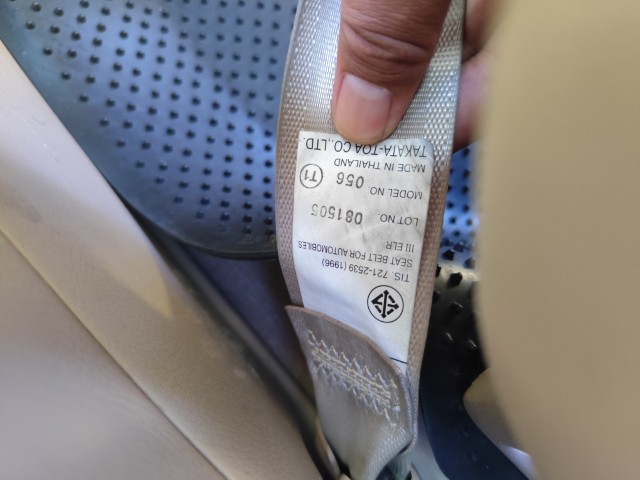 TIS. 721-2539 (1996)
SEAT BELT FOR AUTOMOBILES
III ELR
LOT NO. 081505
MODEL NO. 056 T1
MADE IN THAILAND
TAKATA-TOA CO.,LTD.